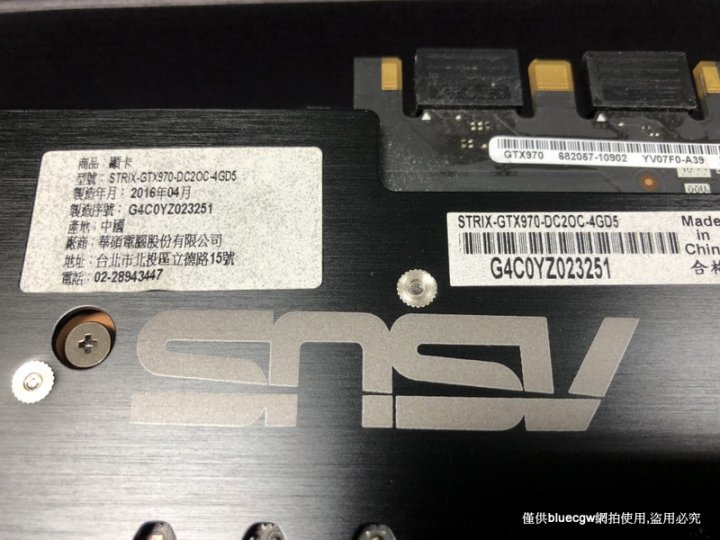 商品：顯卡
型號：STRIX-GTX970-DC2OC-4GD5
製造年月：2016年04月
製造序號：G4C0YZ023251
產地：中國
廠商：華碩電腦股份有限公司
地址：台北市北投區立德路15號
電話：02-28943447
GTX970 682057-10902 YV07F0-A39
STRIX-GTX970-DC2OC-4GD5
G4C0YZ023251
Made
in
China
合格
ASUS
僅供bluecgw網拍使用,盜用必究